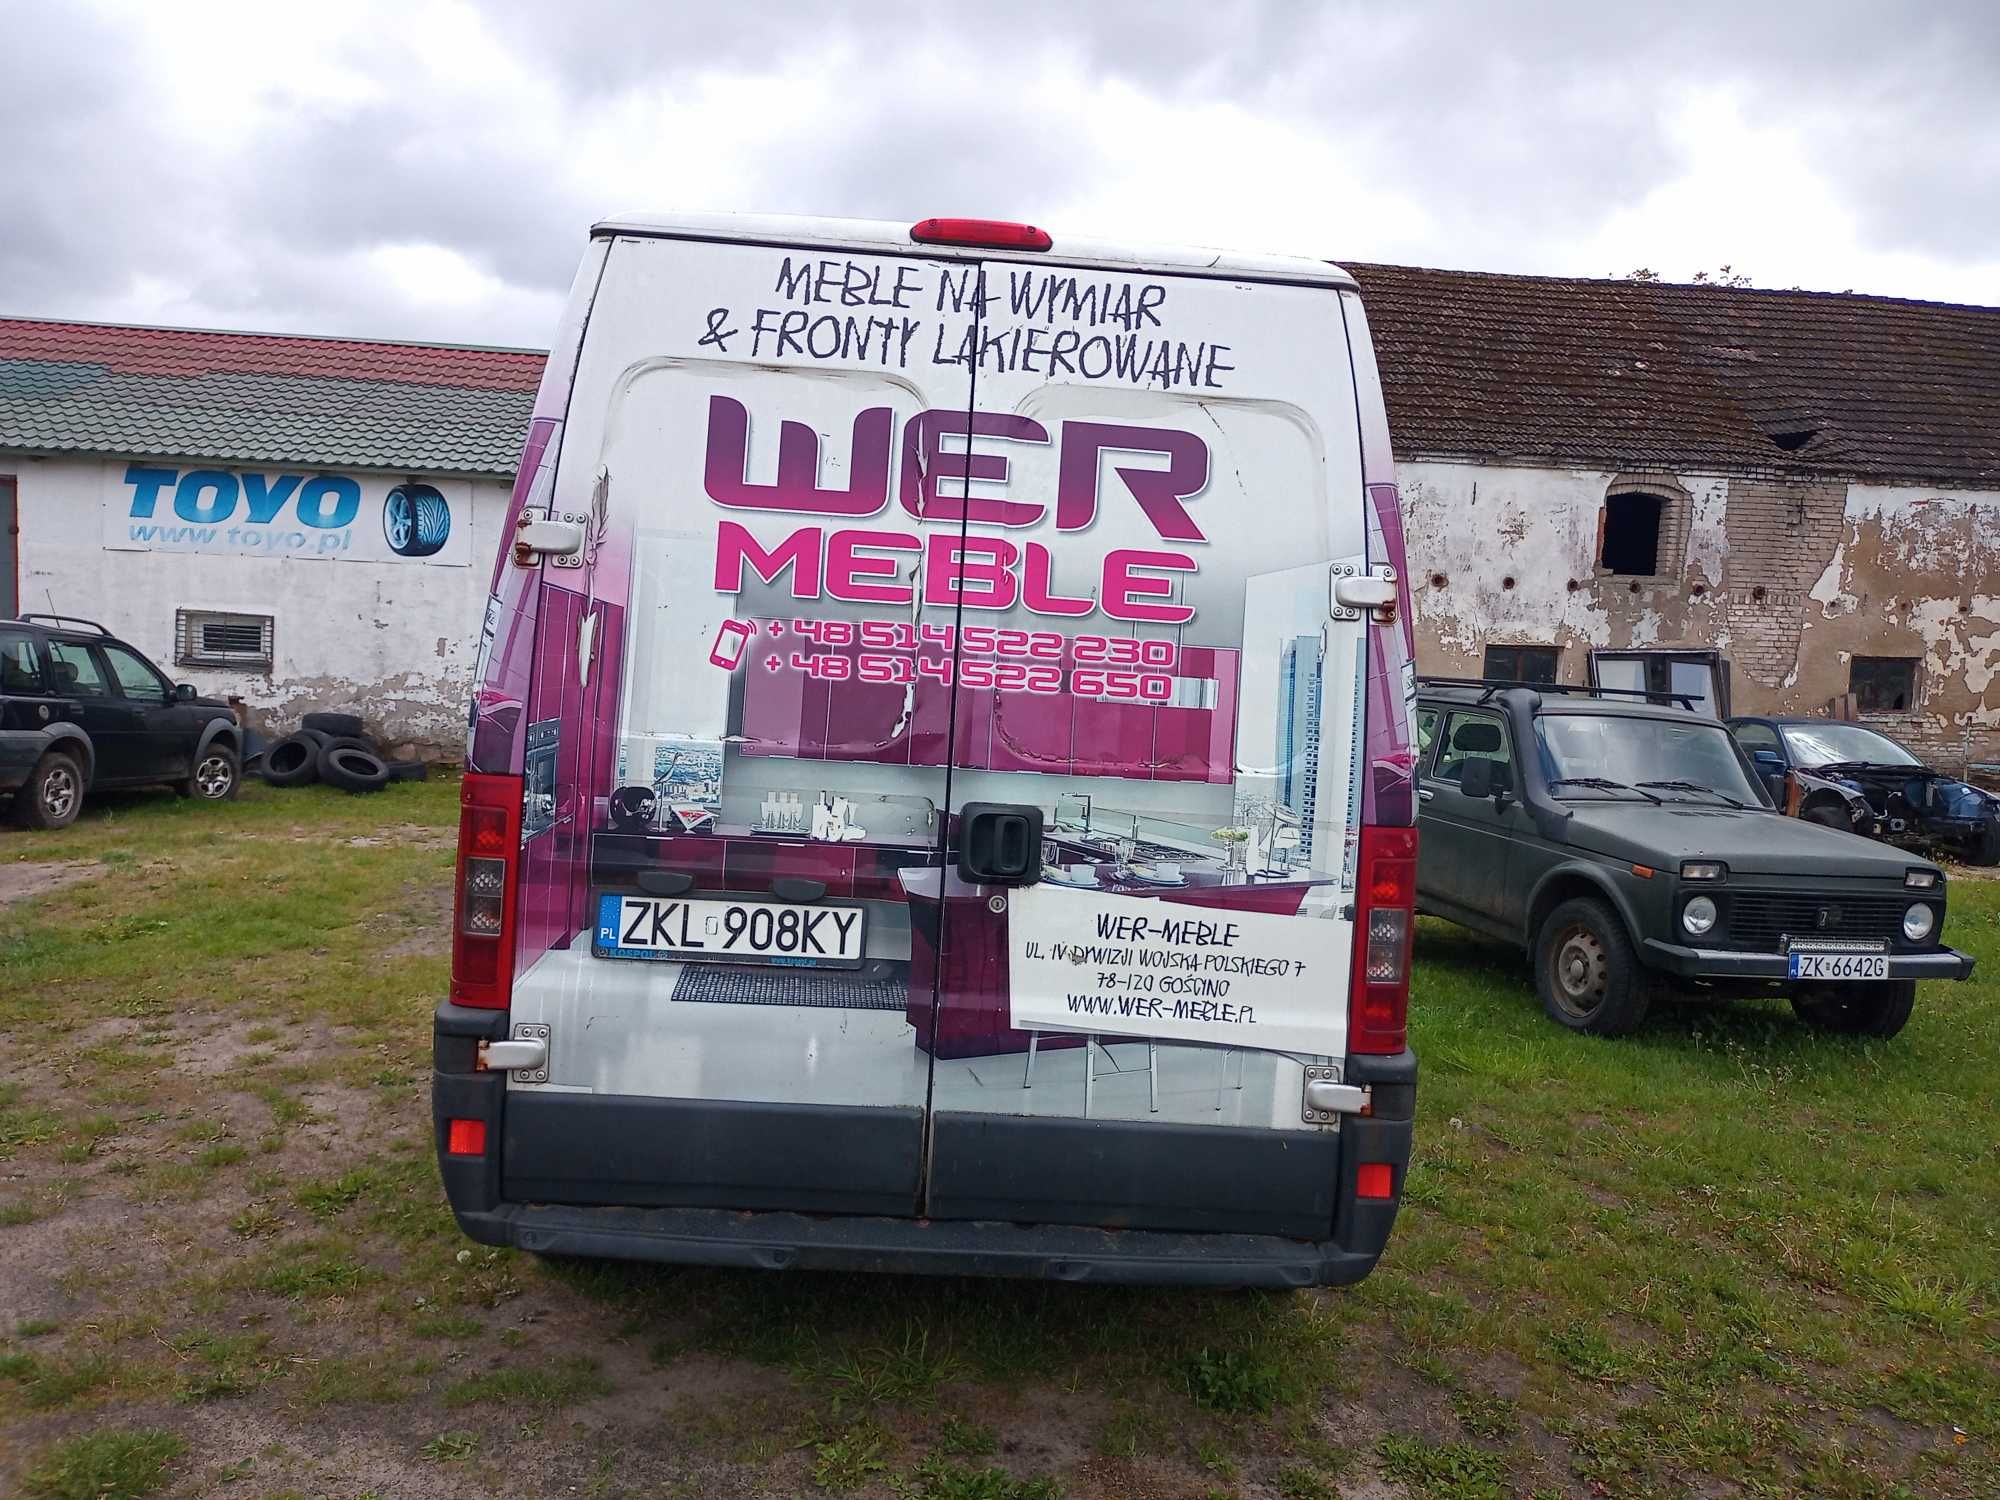 MEBLE NA WYMIAR
& FRONTY LAKIEROWANE
WER
MEBLE
+48 514 522 230
+48 514 522 650
TOYO
www.toyo.pl
PL ZKL 908KY
KOSPOL
WER-MEBLE
UL. IV DYWIZJI WOJSKA POLSKIEGO 7
78-120 GOŚCINO
WWW.WER-MEBLE.PL
ZK 6642G